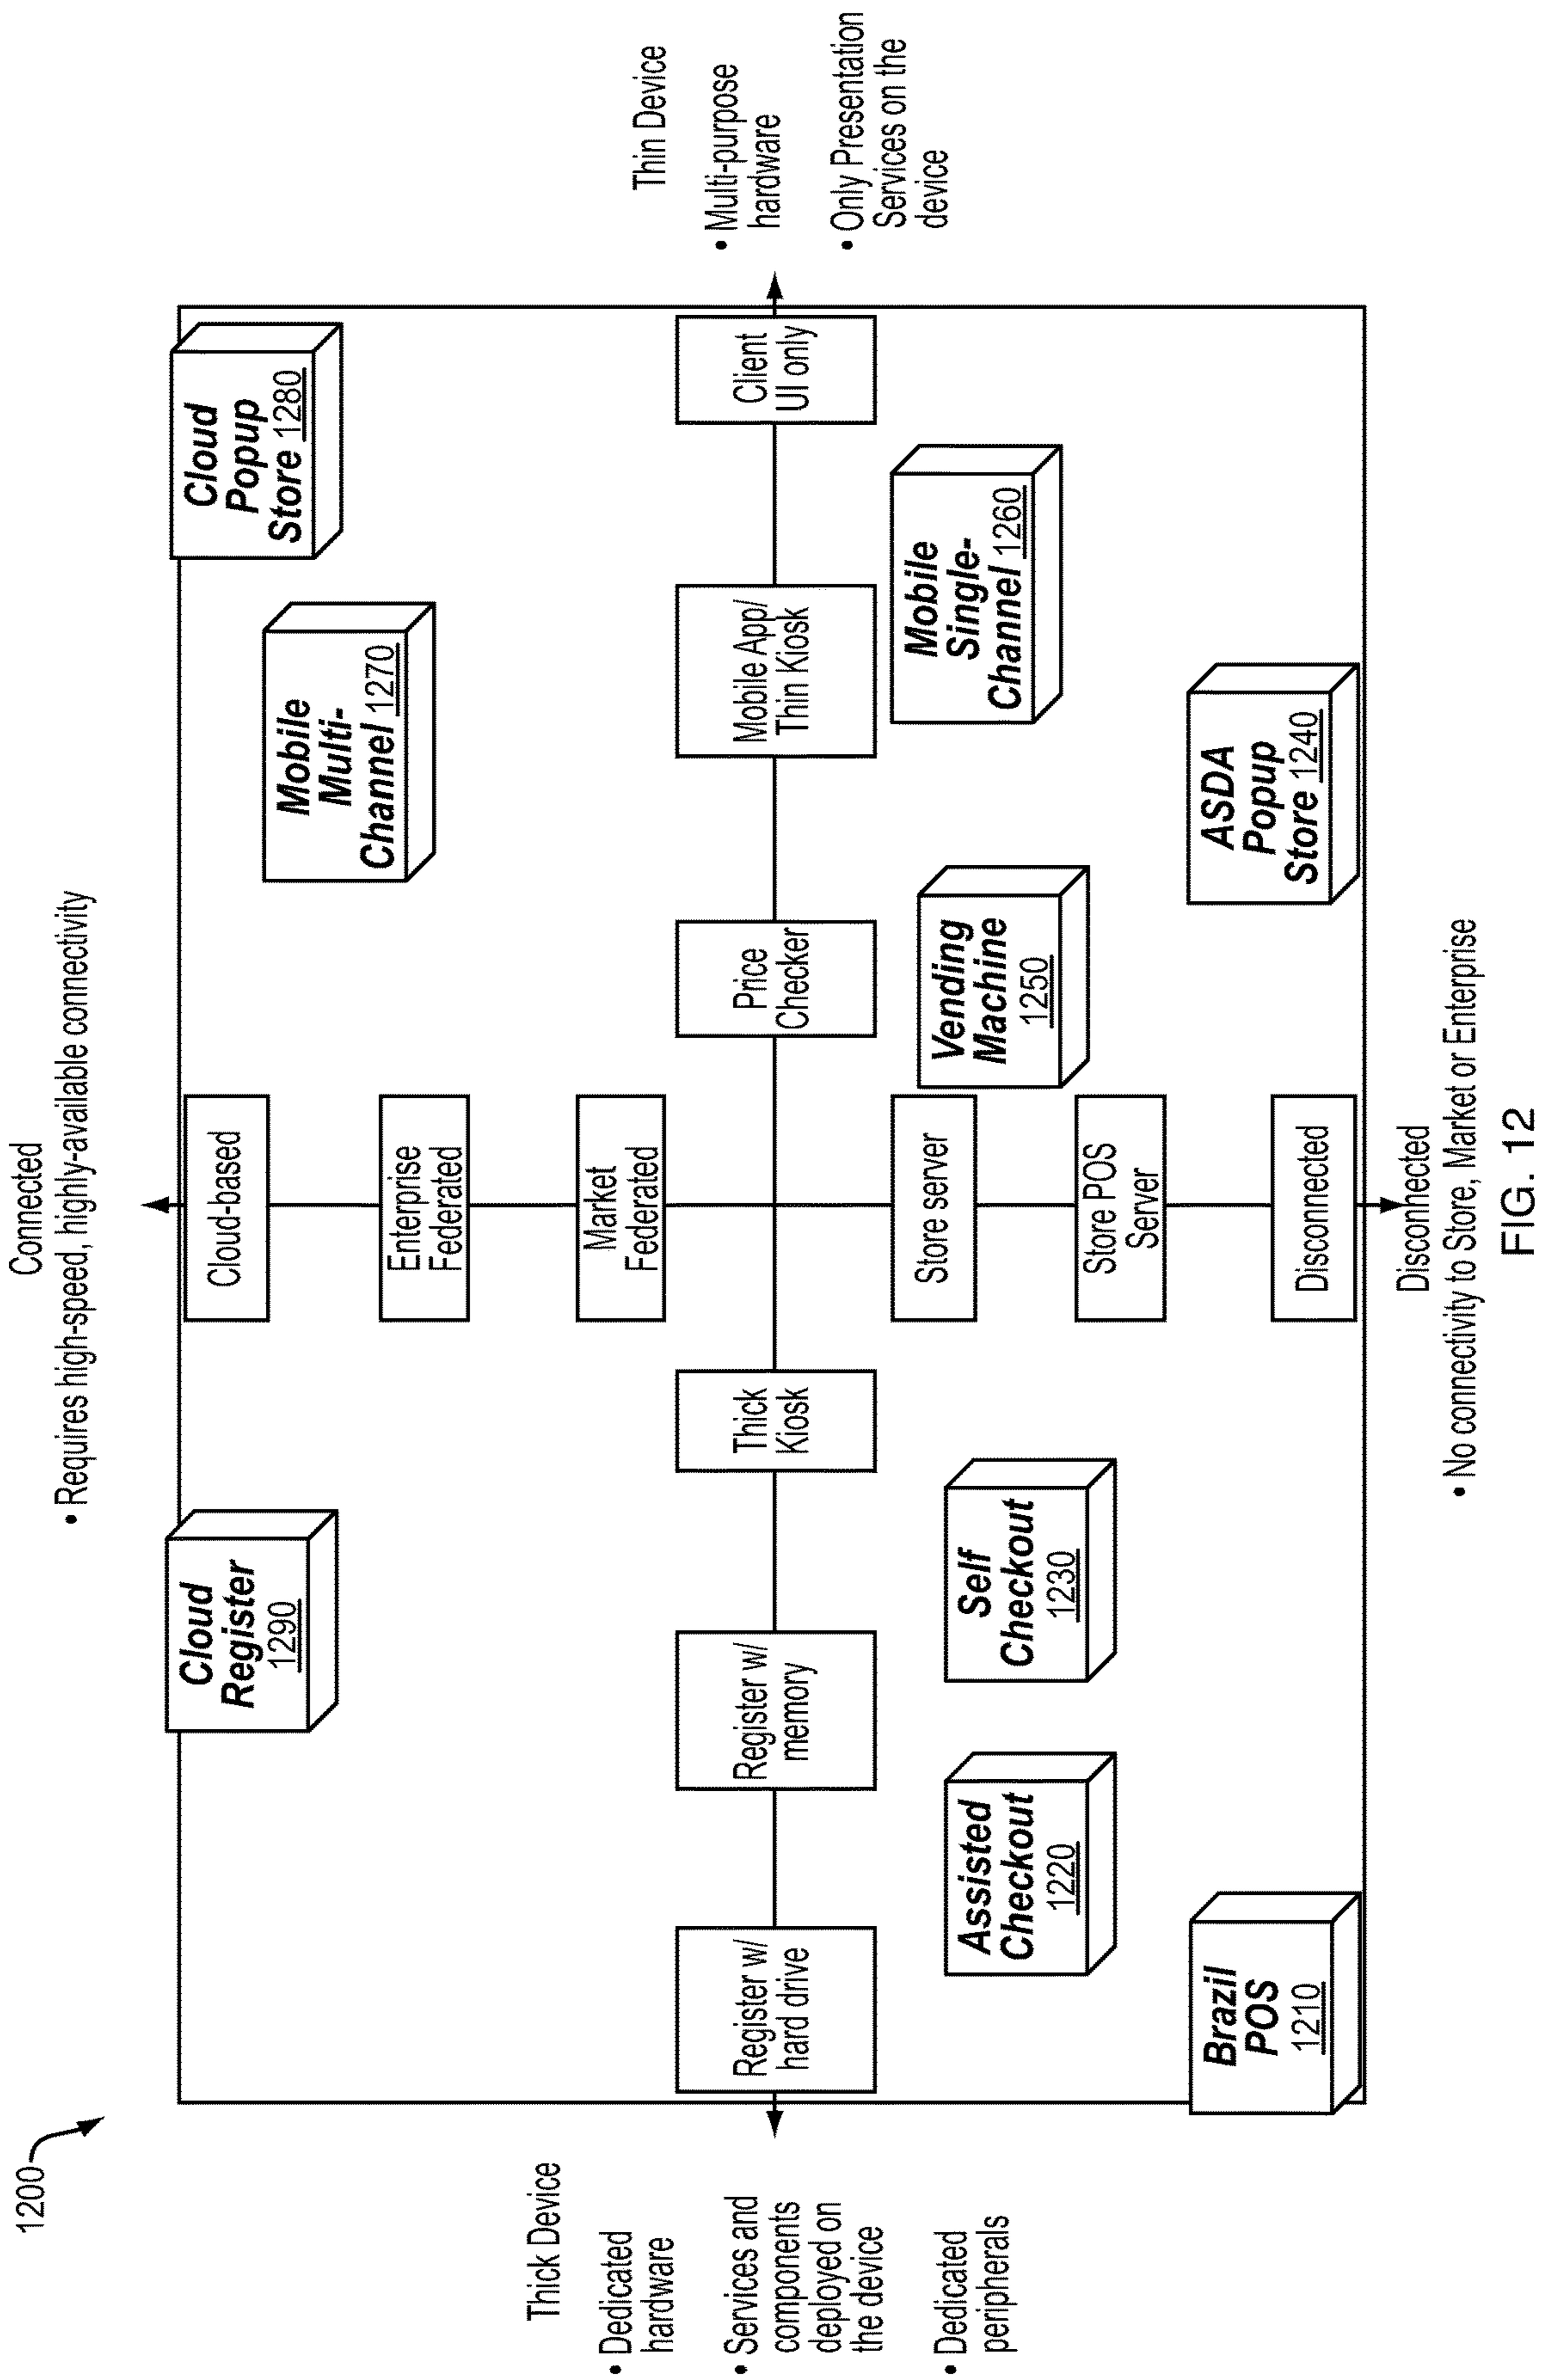 1200
Connected
• Requires high-speed, highly-available connectivity
Cloud
Register
1290
Cloud-based
Cloud
Popup
Store 1280
Mobile
Multi-
Channel 1270
Enterprise
Federated
Market
Federated
Thick Device
• Dedicated
hardware
• Services and
components
deployed on
the device
• Dedicated
peripherals
Register w/
hard drive
Register w/
memory
Thick
Kiosk
Price
Checker
Mobile App/
Thin Kiosk
Client
UI only
Thin Device
• Multi-purpose
hardware
• Only Presentation
Services on the
device
Assisted
Checkout
1220
Self
Checkout
1230
Store server
Vending
Machine
1250
Mobile
Single-
Channel 1260
Store POS
Server
Brazil
POS
1210
Disconnected
ASDA
Popup
Store 1240
Disconnected
• No connectivity to Store, Market or Enterprise
FIG. 12